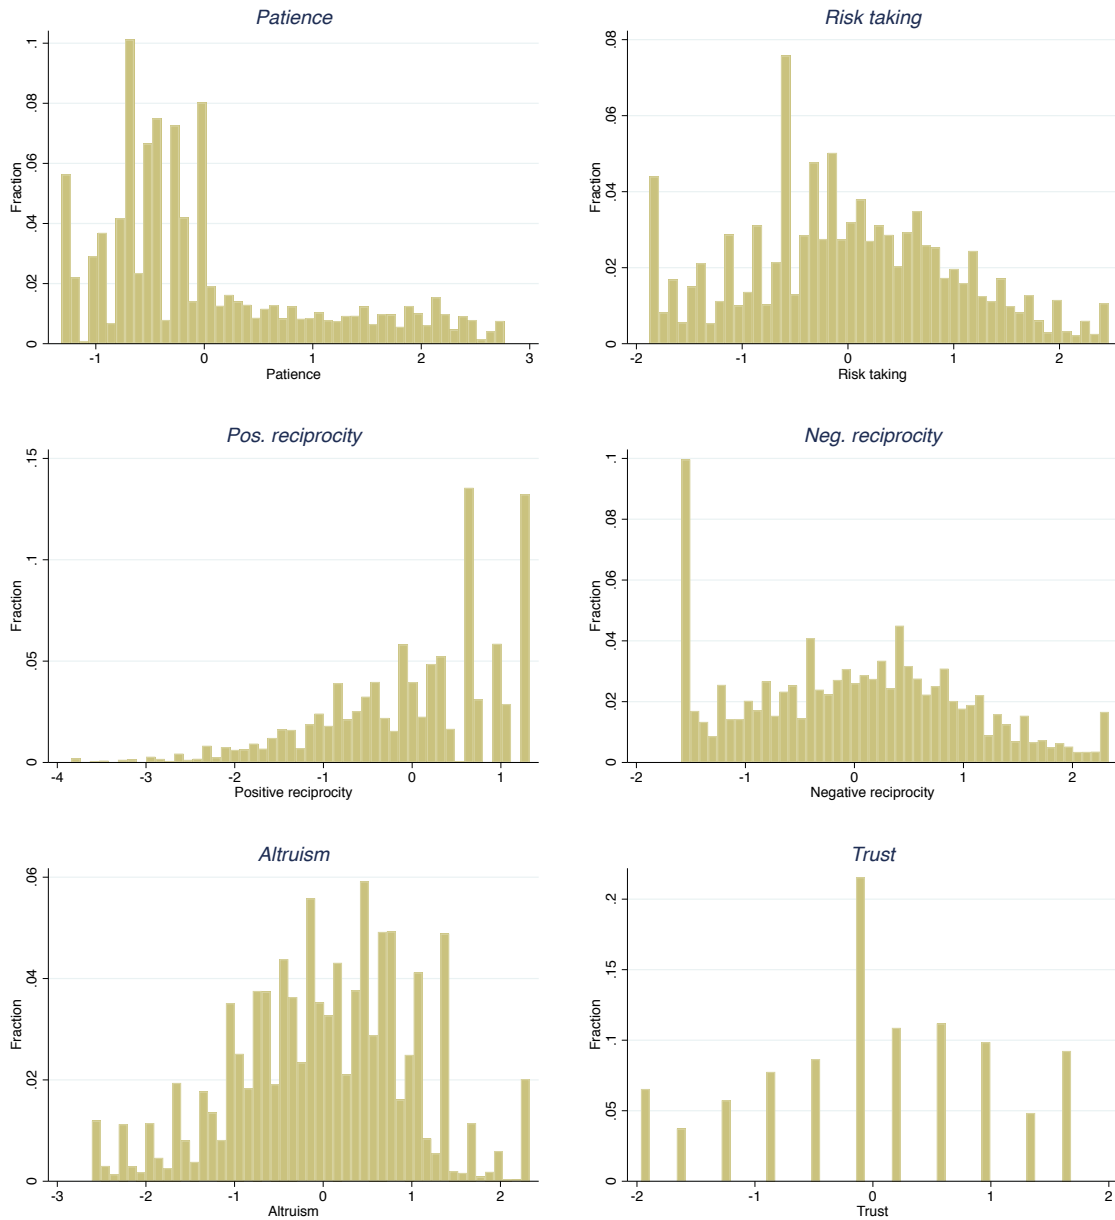 Patience
Fraction
0 .02 .04 .06 .08 .1
-1 0 1 2 3
Patience
Risk taking
Fraction
0 .02 .04 .06 .08
-2 -1 0 1 2
Risk taking
Pos. reciprocity
Fraction
0 .05 .1 .15
-4 -3 -2 -1 0 1
Positive reciprocity
Neg. reciprocity
Fraction
0 .02 .04 .06 .08 .1
-2 -1 0 1 2
Negative reciprocity
Altruism
Fraction
0 .02 .04 .06
-3 -2 -1 0 1 2
Altruism
Trust
Fraction
0 .05 .1 .15 .2
-2 -1 0 1 2
Trust